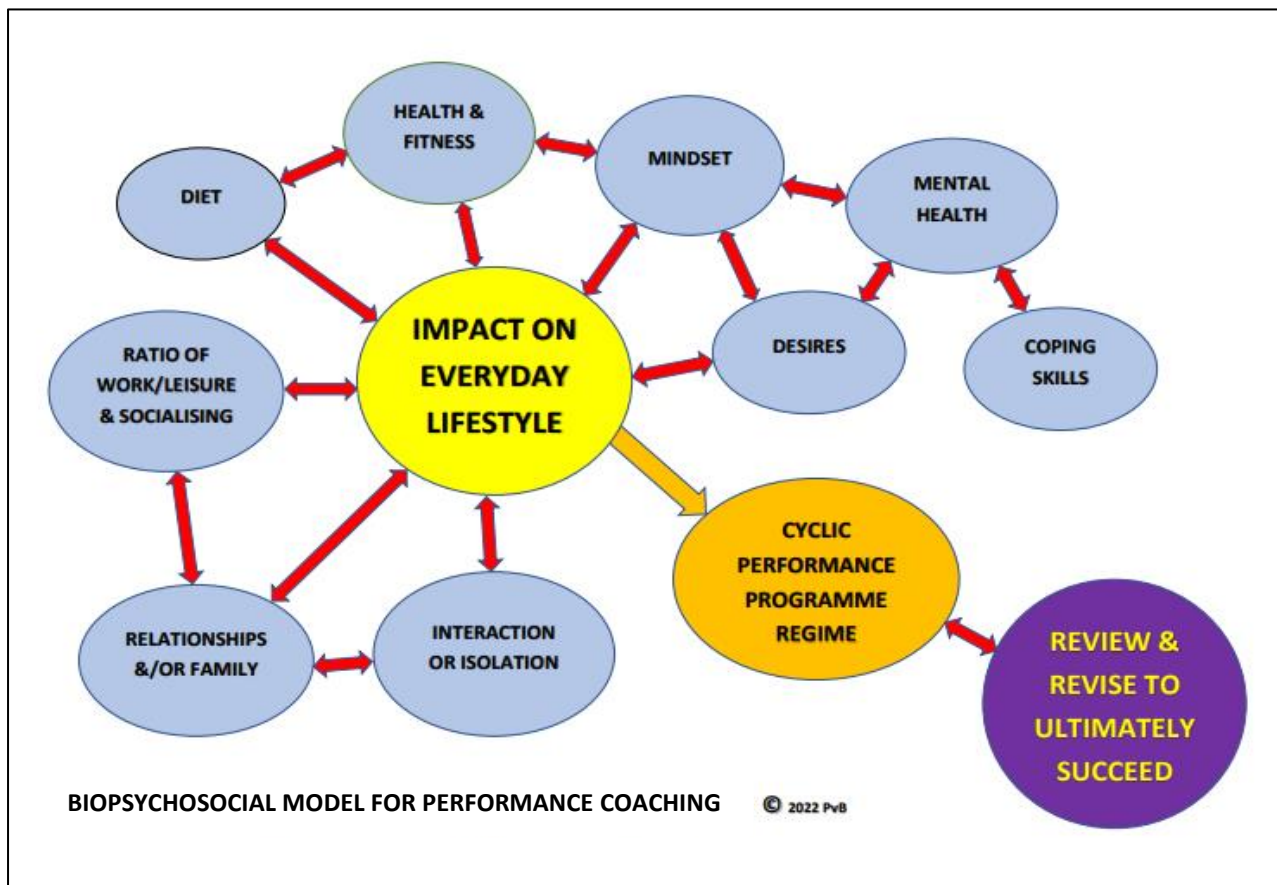 HEALTH &
FITNESS
MINDSET
MENTAL
HEALTH
DIET
IMPACT ON
EVERYDAY
LIFESTYLE
DESIRES
COPING
SKILLS
RATIO OF
WORK/LEISURE
& SOCIALISING
CYCLIC
PERFORMANCE
PROGRAMME
REGIME
RELATIONSHIPS
&/OR FAMILY
INTERACTION
OR ISOLATION
REVIEW &
REVISE TO
ULTIMATELY
SUCCEED
BIOPSYCHOSOCIAL MODEL FOR PERFORMANCE COACHING © 2022 PvB